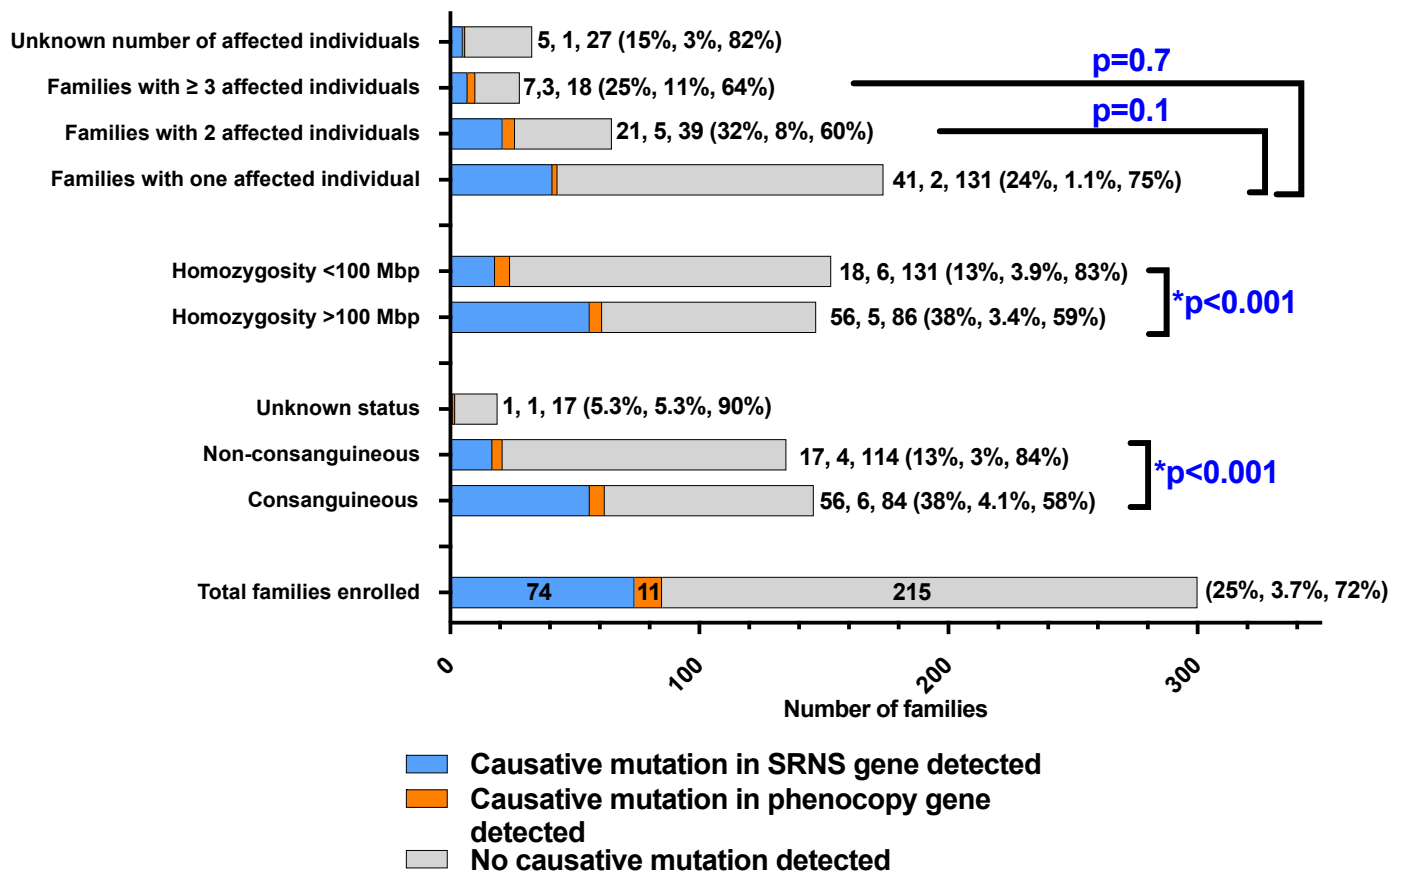 Unknown number of affected individuals 5, 1, 27 (15%, 3%, 82%)
p=0.7
Families with ≥ 3 affected individuals 7,3, 18 (25%, 11%, 64%)
p=0.1
Families with 2 affected individuals 21, 5, 39 (32%, 8%, 60%)
Families with one affected individual 41, 2, 131 (24%, 1.1%, 75%)
Homozygosity <100 Mbp 18, 6, 131 (13%, 3.9%, 83%)
*p<0.001
Homozygosity >100 Mbp 56, 5, 86 (38%, 3.4%, 59%)
Unknown status 1, 1, 17 (5.3%, 5.3%, 90%)
Non-consanguineous 17, 4, 114 (13%, 3%, 84%)
*p<0.001
Consanguineous 56, 6, 84 (38%, 4.1%, 58%)
Total families enrolled 74 11 215 (25%, 3.7%, 72%)
0 100 200 300
Number of families
Causative mutation in SRNS gene detected
Causative mutation in phenocopy gene
detected
No causative mutation detected